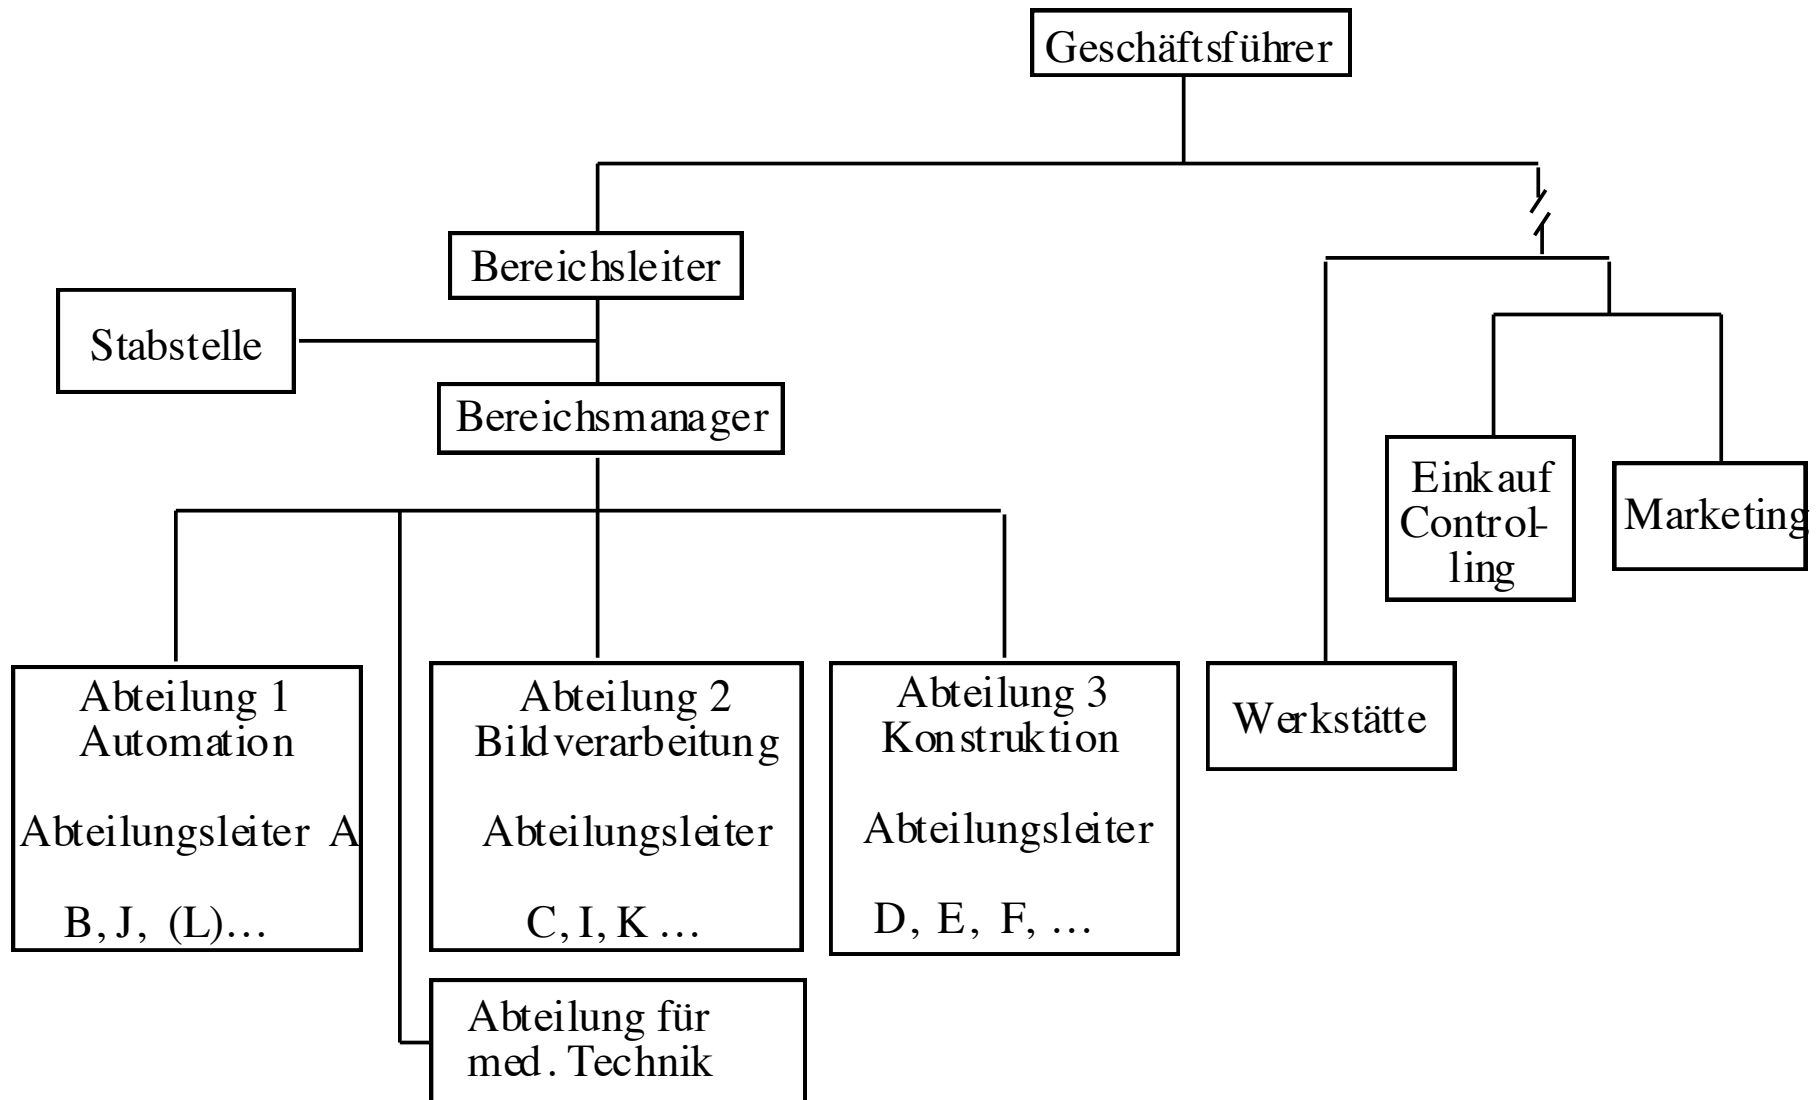 Geschäftsführer
Bereichsleiter
Stabstelle
Bereichsmanager
Einkauf
Control-
ling
Marketing
Abteilung 1
Automation
Abteilungsleiter A
B, J, (L)…
Abteilung 2
Bildverarbeitung
Abteilungsleiter
C, I, K …
Abteilung 3
Konstruktion
Abteilungsleiter
D, E, F, …
Werkstätte
Abteilung für
med. Technik